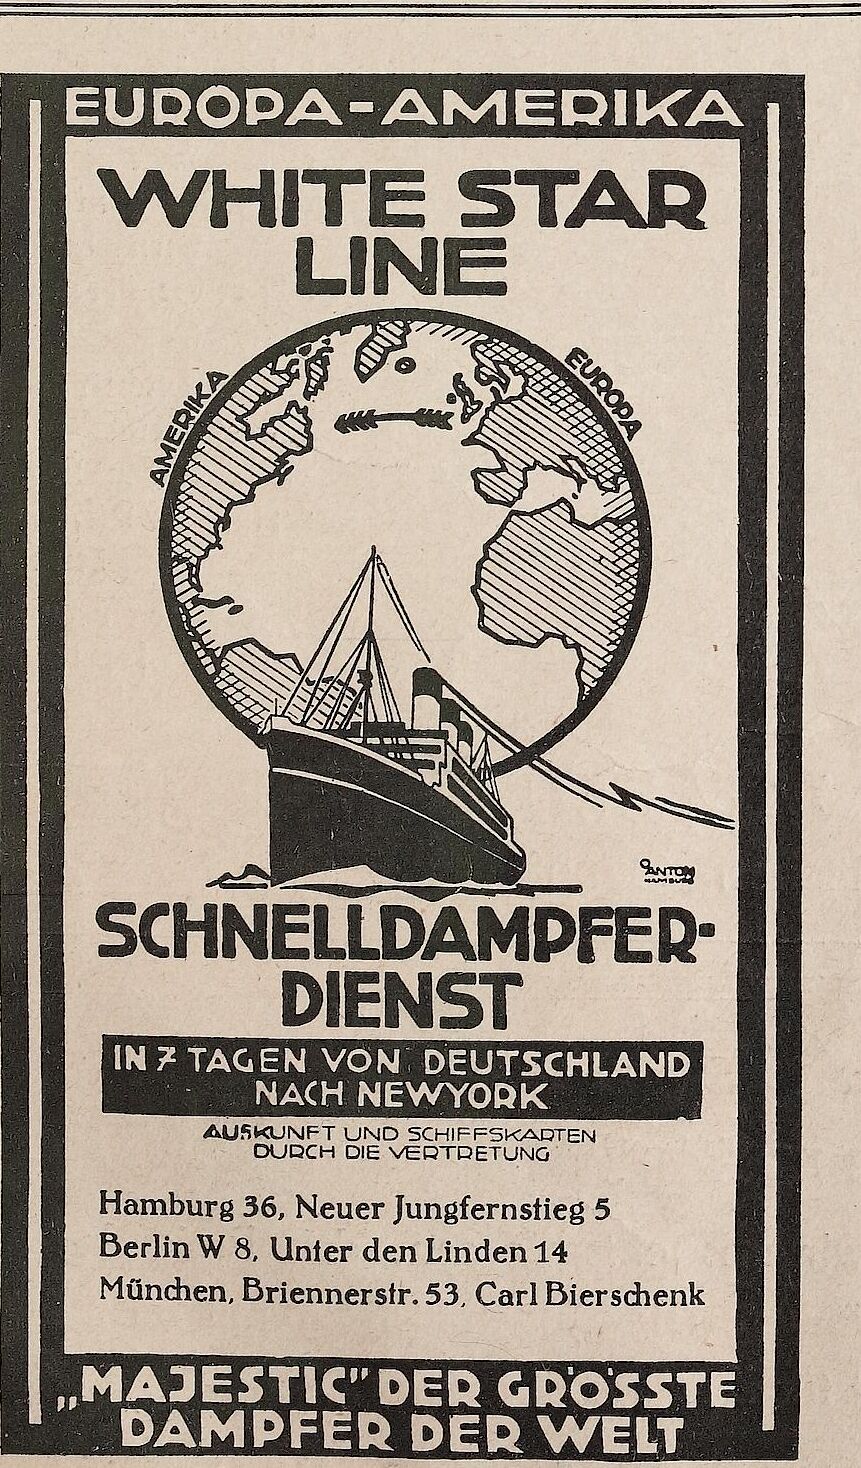 EUROPA-AMERIKA
WHITE STAR
LINE
AMERIKA
EUROPA
ANTON
HAMBURG
SCHNELLDAMPFER-
DIENST
IN 7 TAGEN VON DEUTSCHLAND
NACH NEWYORK
AUSKUNFT UND SCHIFFSKARTEN
DURCH DIE VERTRETUNG
Hamburg 36, Neuer Jungfernstieg 5
Berlin W 8, Unter den Linden 14
München, Briennerstr. 53, Carl Bierschenk
„MAJESTIC" DER GRÖSSTE
DAMPFER DER WELT